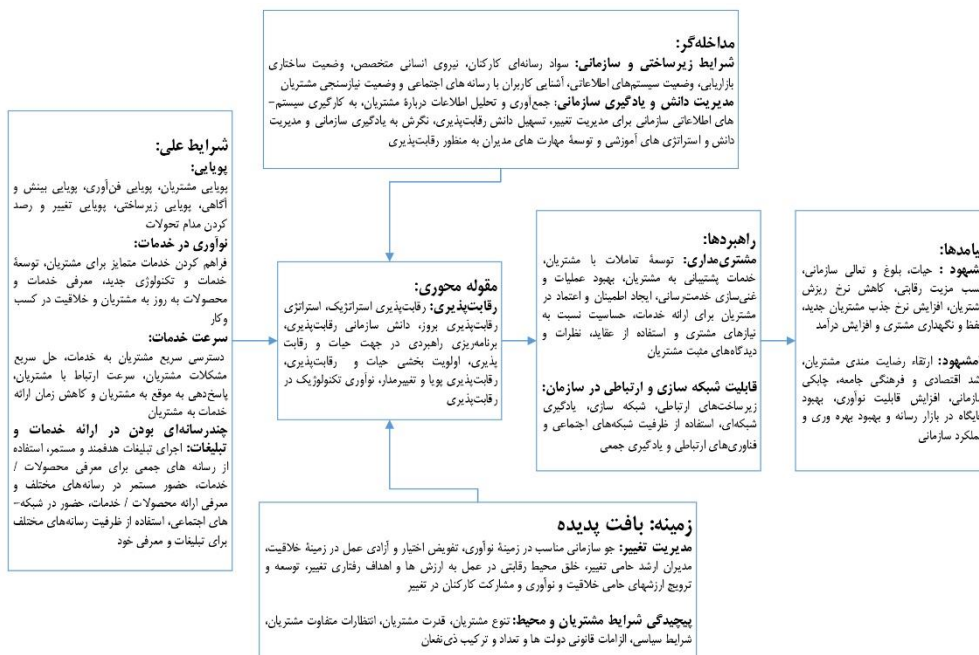 مداخله‌گر:
شرایط زیرساختی و سازمانی: سواد رسانه‌ای کارکنان، نیروی انسانی متخصص، وضعیت ساختاری
بازاریابی، وضعیت سیستم‌های اطلاعاتی، آشنایی کاربران با رسانه های اجتماعی و وضعیت نیازسنجی مشتریان
مدیریت دانش و یادگیری سازمانی: جمع‌آوری و تحلیل اطلاعات دربارۀ مشتریان، به کارگیری سیستم-
های اطلاعاتی سازمانی برای مدیریت تغییر، تسهیل دانش رقابت‌پذیری، نگرش به یادگیری سازمانی و مدیریت
دانش و استراتژی های آموزشی و توسعۀ مهارت های مدیران به منظور رقابت‌پذیری
شرایط علی:
پویایی:
پویایی مشتریان، پویایی فن‌آوری، پویایی بینش و
آگاهی، پویایی زیرساختی، پویایی تغییر و رصد
کردن مدام تحولات
نوآوری در خدمات:
فراهم کردن خدمات متمایز برای مشتریان، توسعۀ
خدمات و تکنولوژی جدید، معرفی خدمات و
محصولات به روز به مشتریان و خلاقیت در کسب
وکار
سرعت خدمات:
دسترسی سریع مشتریان به خدمات، حل سریع
مشکلات مشتریان، سرعت ارتباط با مشتریان،
پاسخ‌دهی به موقع به مشتریان و کاهش زمان ارائه
خدمات به مشتریان
چندرسانه‌ای بودن در ارائه خدمات و
تبلیغات: اجرای تبلیغات هدفمند و مستمر، استفاده
از رسانه های جمعی برای معرفی محصولات /
خدمات، حضور مستمر در رسانه‌های مختلف و
معرفی ارائه محصولات / خدمات، حضور در شبکه-
های اجتماعی، استفاده از ظرفیت رسانه‌های مختلف
برای تبلیغات و معرفی خود
مقوله محوری:
رقابت‌پذیری: رقابت‌پذیری استراتژیک، استراتژی
رقابت‌پذیری بروز، دانش سازمانی رقابت‌پذیری،
برنامه‌ریزی راهبردی در جهت حیات و رقابت
پذیری، اولویت بخشی حیات و رقابت‌پذیری،
رقابت‌پذیری پویا و تغییرمدار، نوآوری تکنولوژیک در
رقابت‌پذیری
راهبردها:
مشتری‌مداری: توسعۀ تعاملات با مشتریان،
خدمات پشتیبانی به مشتریان، بهبود عملیات و
غنی‌سازی خدمت‌رسانی، ایجاد اطمینان و اعتماد در
مشتریان برای ارائه خدمات، حساسیت نسبت به
نیازهای مشتری و استفاده از عقاید، نظرات و
دیدگاه‌های مثبت مشتریان
قابلیت شبکه سازی و ارتباطی در سازمان:
زیرساخت‌های ارتباطی، شبکه سازی، یادگیری
شبکه‌ای، استفاده از ظرفیت شبکه‌های اجتماعی و
فناوری‌های ارتباطی و یادگیری جمعی
یامدها:
شهود : حیات، بلوغ و تعالی سازمانی،
سب مزیت رقابتی، کاهش نرخ ریزش
شتریان، افزایش نرخ جذب مشتریان جدید،
فظ و نگهداری مشتری و افزایش درآمد
مشهود: ارتقاء رضایت مندی مشتریان،
شد اقتصادی و فرهنگی جامعه، چابکی
ازمانی، افزایش قابلیت نوآوری، بهبود
ایگاه در بازار رسانه و بهبود بهره وری و
ملکرد سازمانی
زمینه: بافت پدیده
مدیریت تغییر: جو سازمانی مناسب در زمینۀ نوآوری، تفویض اختیار و آزادی عمل در زمینۀ خلاقیت،
مدیران ارشد حامی تغییر، خلق محیط رقابتی در عمل به ارزش ها و اهداف رفتاری تغییر، توسعه و
ترویج ارزشهای حامی خلاقیت و نوآوری و مشارکت کارکنان در تغییر
پیچیدگی شرایط مشتریان و محیط: تنوع مشتریان، قدرت مشتریان، انتظارات متفاوت مشتریان،
شرایط سیاسی، الزامات قانونی دولت ها و تعداد و ترکیب ذی‌نفعان